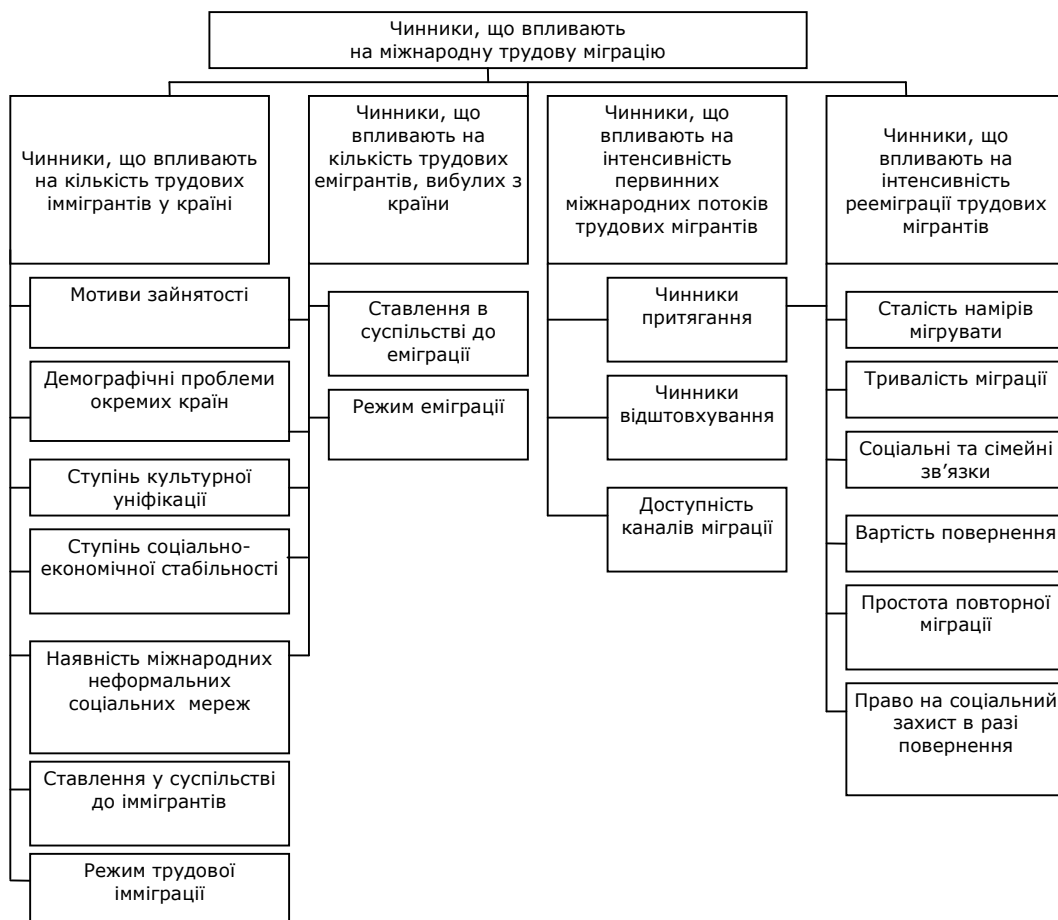 Чинники, що впливають
на міжнародну трудову міграцію
Чинники, що впливають
на кількість трудових
іммігрантів у країні
Чинники, що
впливають на
кількість трудових
емігрантів, вибулих з
країни
Чинники, що
впливають на
інтенсивність
первинних
міжнародних потоків
трудових мігрантів
Чинники, що
впливають на
інтенсивність
рееміграції трудових
мігрантів
Мотиви зайнятості
Демографічні проблеми
окремих країн
Ступінь культурної
уніфікації
Ступінь соціально-
економічної стабільності
Наявність міжнародних
неформальних
соціальних мереж
Ставлення у суспільстві
до іммігрантів
Режим трудової
імміграції
Ставлення в
суспільстві до
еміграції
Режим еміграції
Чинники
притягання
Чинники
відштовхування
Доступність
каналів міграції
Сталість намірів
мігрувати
Тривалість міграції
Соціальні та сімейні
зв’язки
Вартість повернення
Простота повторної
міграції
Право на соціальний
захист в разі
повернення